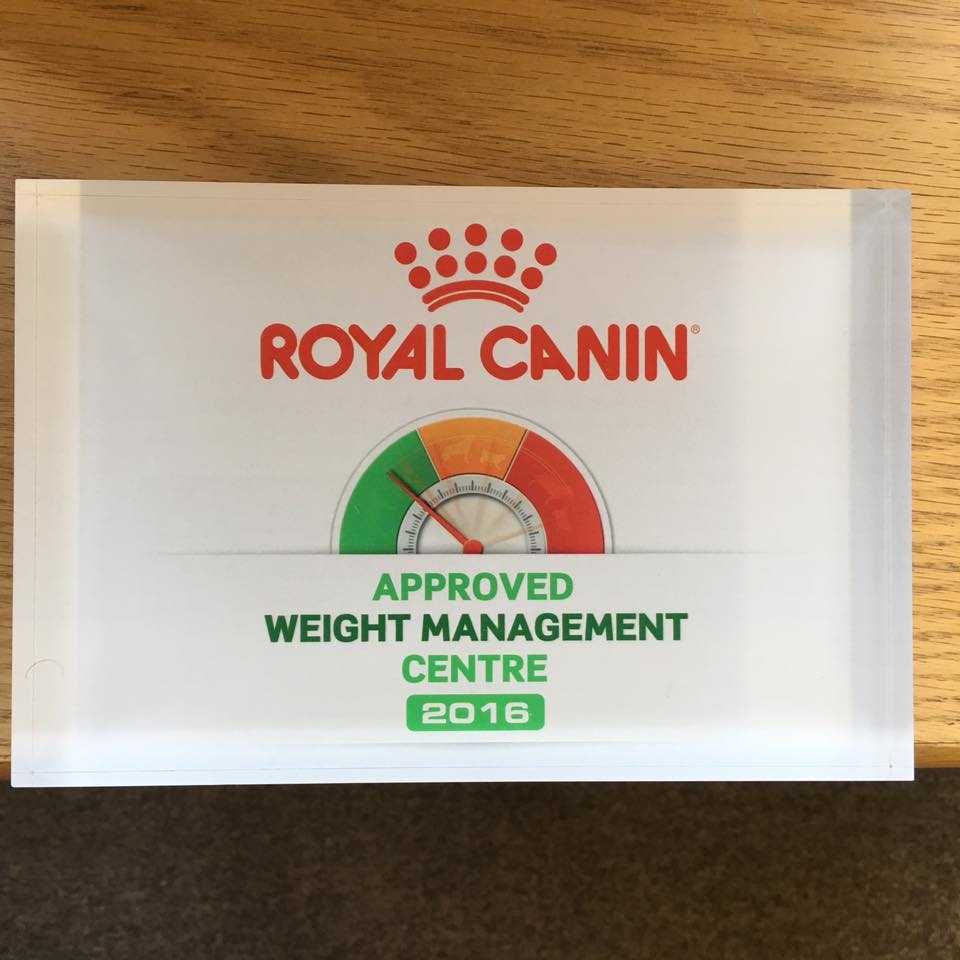 ROYAL CANIN®
APPROVED
WEIGHT MANAGEMENT
CENTRE
2016